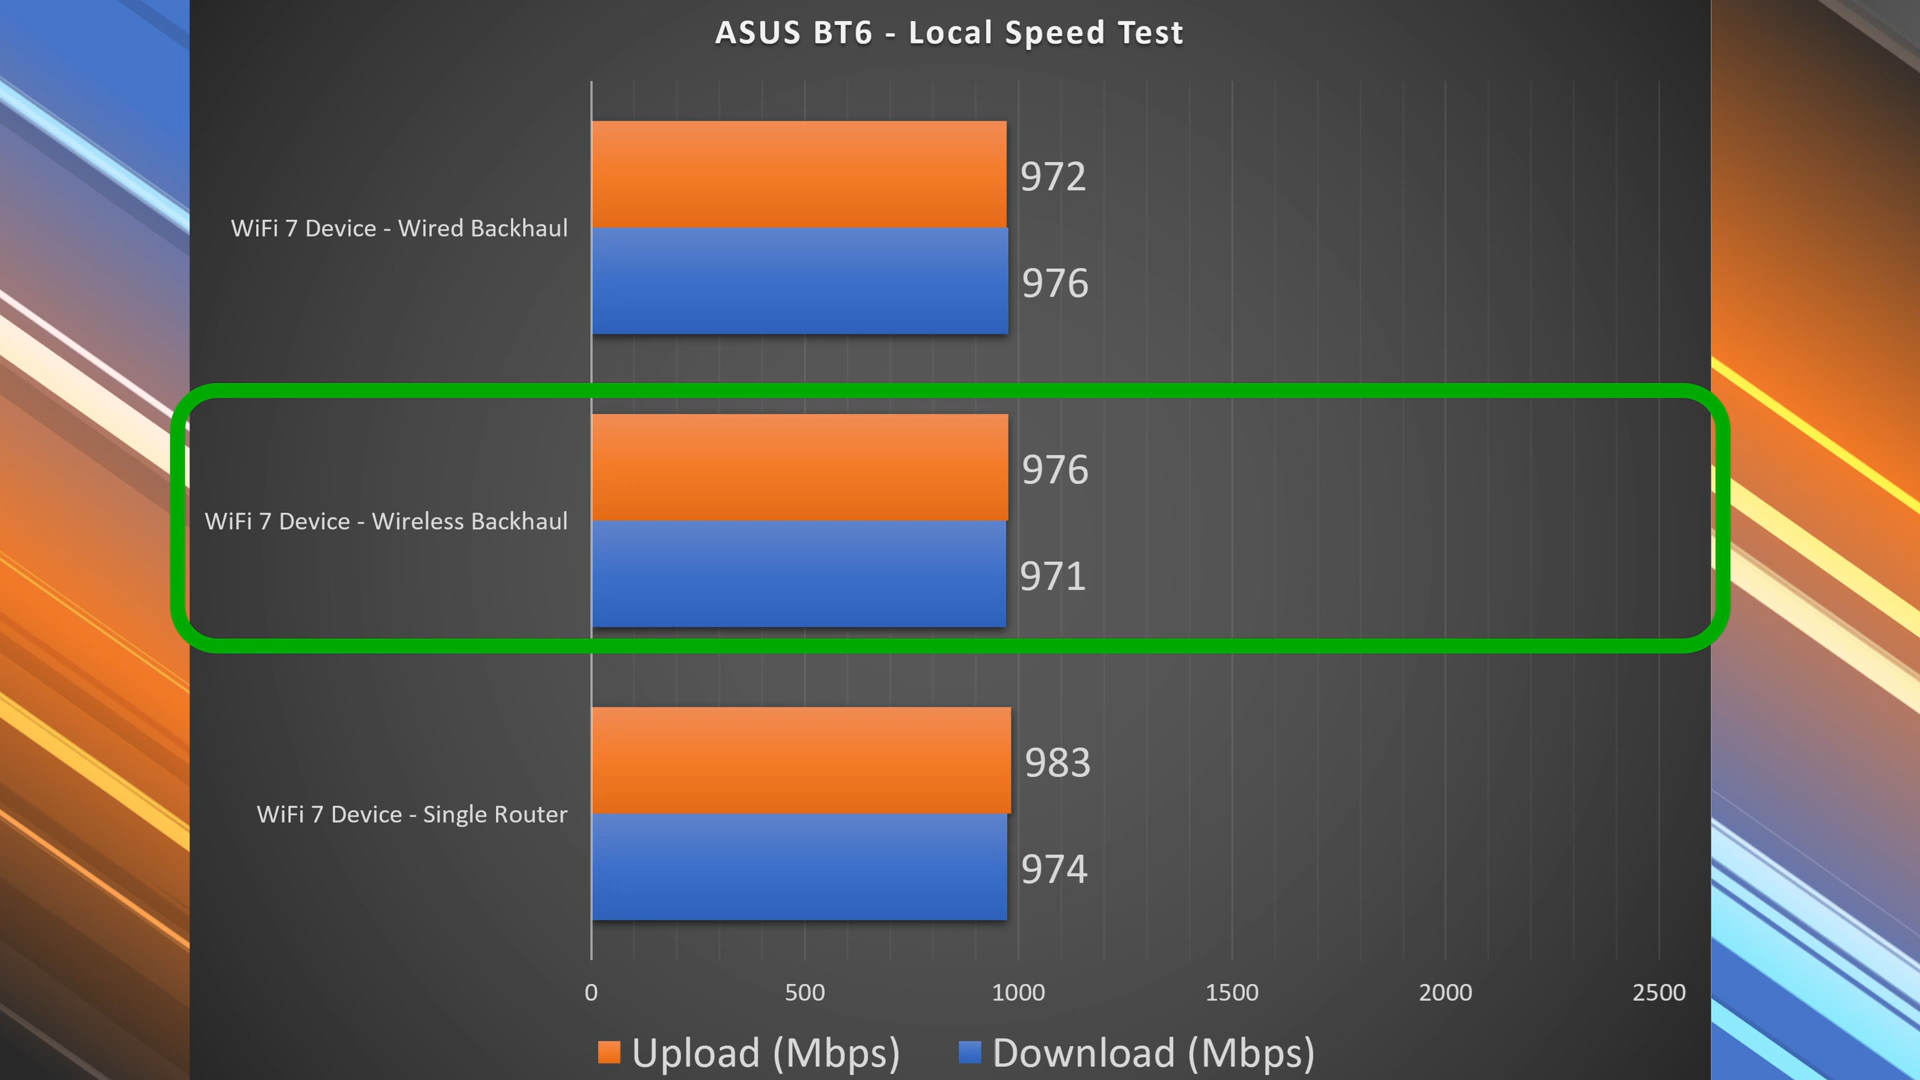 ASUS BT6 - Local Speed Test
WiFi 7 Device - Wired Backhaul
972
976
WiFi 7 Device - Wireless Backhaul
976
971
WiFi 7 Device - Single Router
983
974
0 500 1000 1500 2000 2500
Upload (Mbps) Download (Mbps)